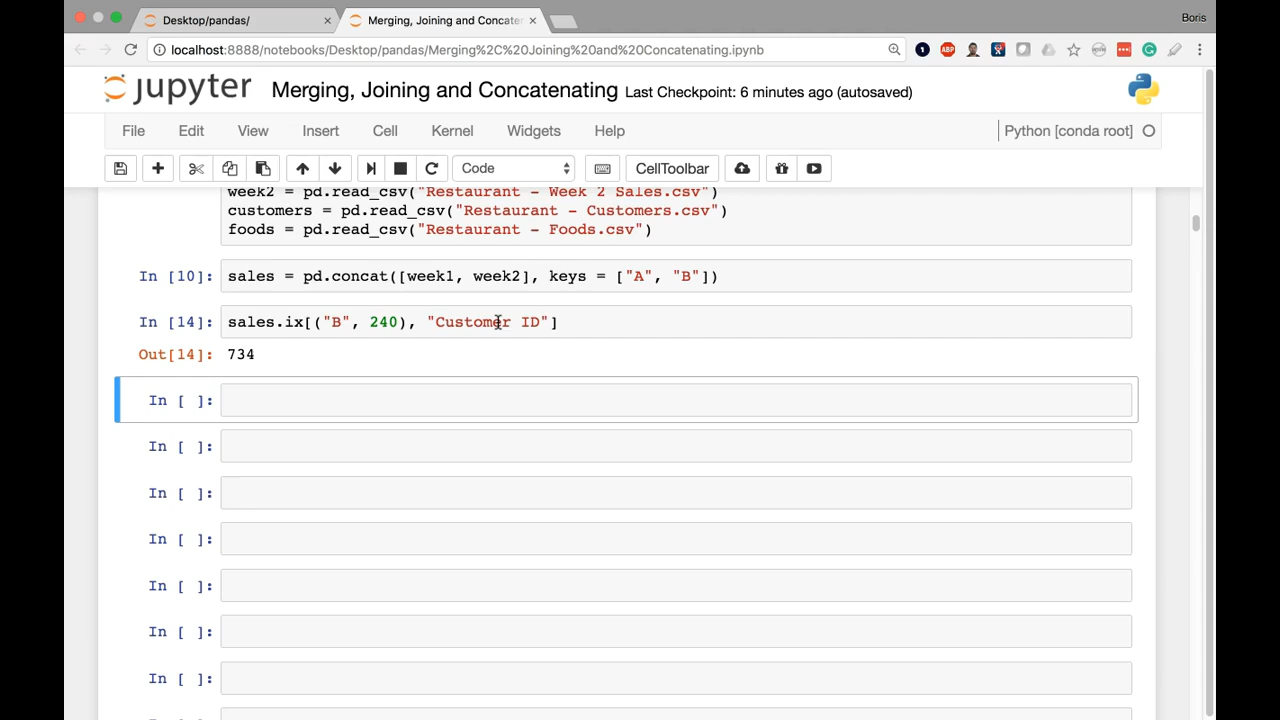 Desktop/pandas/
Merging, Joining and Concaten
Boris
localhost:8888/notebooks/Desktop/pandas/Merging%2C%20Joining%20and%20Concatenating.ipynb
jupyter Merging, Joining and Concatenating Last Checkpoint: 6 minutes ago (autosaved)
File Edit View Insert Cell Kernel Widgets Help Python [conda root]
Code CellToolbar
week2 = pd.read_csv("Restaurant - Week 2 Sales.csv")
customers = pd.read_csv("Restaurant - Customers.csv")
foods = pd.read_csv("Restaurant - Foods.csv")
In [10]: sales = pd.concat([week1, week2], keys = ["A", "B"])
In [14]: sales.ix[("B", 240), "Customer ID"]
Out[14]: 734
In [ ]:
In [ ]:
In [ ]:
In [ ]:
In [ ]:
In [ ]:
In [ ]: